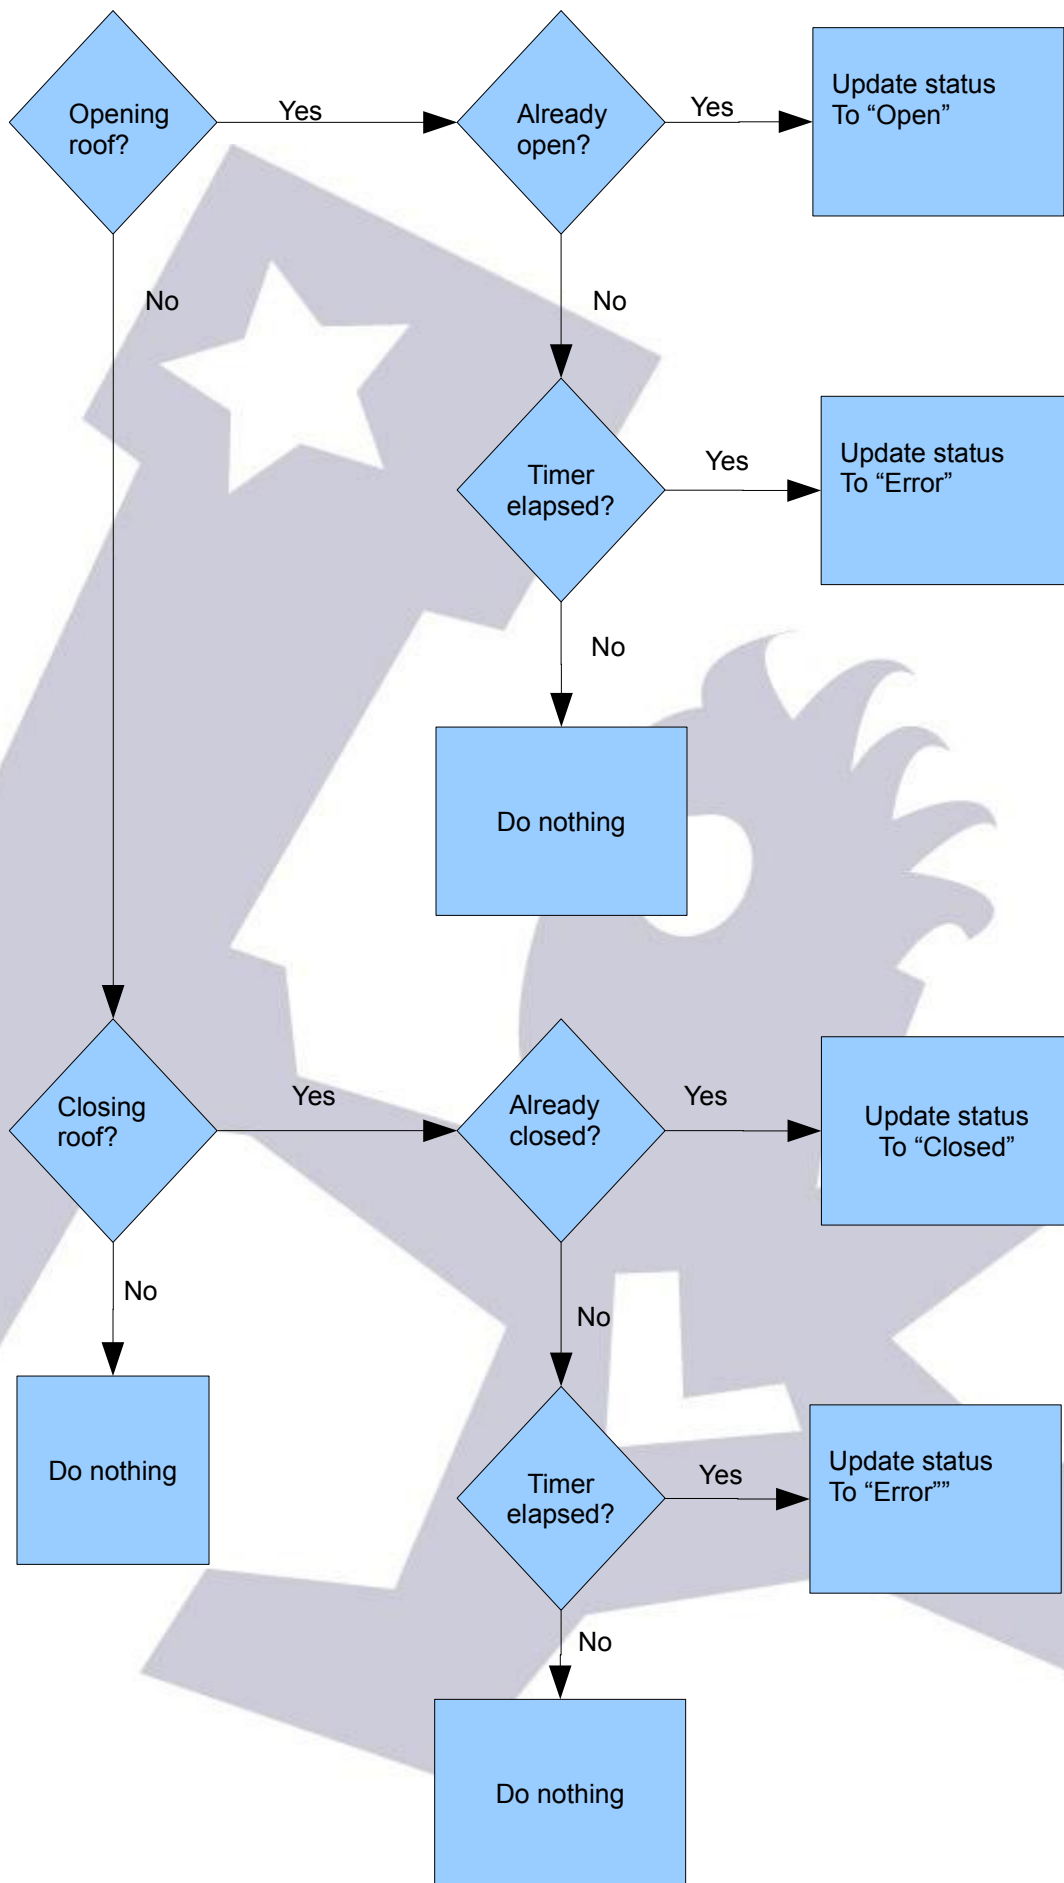 Opening
roof?
Yes
Already
open?
Yes
Update status
To “Open”
No
No
Timer
elapsed?
Yes
Update status
To “Error”
No
Do nothing
Closing
roof?
Yes
Already
closed?
Yes
Update status
To “Closed”
No
No
Do nothing
Timer
elapsed?
Yes
Update status
To “Error””
No
Do nothing